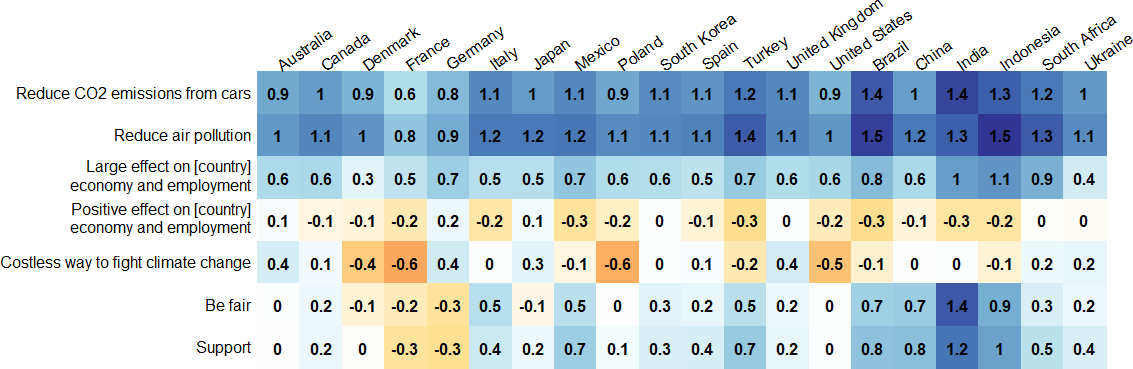 Australia Canada Denmark France Germany Italy Japan Mexico Poland South Korea Spain Turkey United Kingdom United States Brazil China India Indonesia South Africa Ukraine
Reduce CO2 emissions from cars 0.9 1 0.9 0.6 0.8 1.1 1 1.1 0.9 1.1 1.1 1.2 1.1 0.9 1.4 1 1.4 1.3 1.2 1
Reduce air pollution 1 1.1 1 0.8 0.9 1.2 1.2 1.2 1.1 1.1 1.1 1.4 1.1 1 1.5 1.2 1.3 1.5 1.3 1.1
Large effect on [country]
economy and employment 0.6 0.6 0.3 0.5 0.7 0.5 0.5 0.7 0.6 0.6 0.5 0.7 0.6 0.6 0.8 0.6 1 1.1 0.9 0.4
Positive effect on [country]
economy and employment 0.1 -0.1 -0.1 -0.2 0.2 -0.2 0.1 -0.3 -0.2 0 -0.1 -0.3 0 -0.2 -0.3 -0.1 -0.3 -0.2 0 0
Costless way to fight climate change 0.4 0.1 -0.4 -0.6 0.4 0 0.3 -0.1 -0.6 0 0.1 -0.2 0.4 -0.5 -0.1 0 0 -0.1 0.2 0.2
Be fair 0 0.2 -0.1 -0.2 -0.3 0.5 -0.1 0.5 0 0.3 0.2 0.5 0.2 0 0.7 0.7 1.4 0.9 0.3 0.2
Support 0 0.2 0 -0.3 -0.3 0.4 0.2 0.7 0.1 0.3 0.4 0.7 0.2 0 0.8 0.8 1.2 1 0.5 0.4